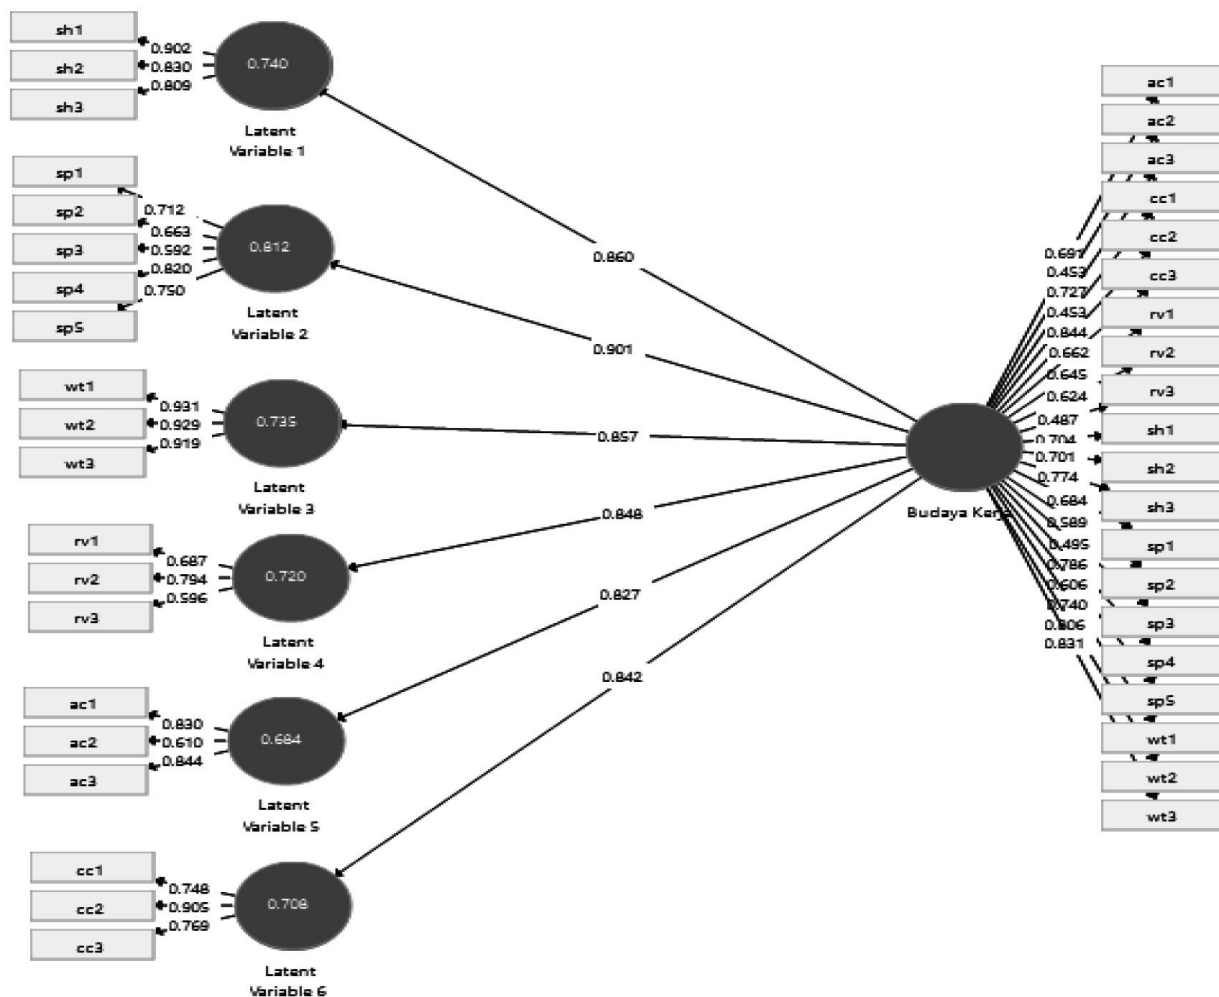 sh1
sh2
sh3
0.902
0.830
0.809
0.740
Latent
Variable 1
sp1
sp2
sp3
sp4
sp5
0.712
0.663
0.592
0.820
0.750
0.812
Latent
Variable 2
wt1
wt2
wt3
0.931
0.929
0.919
0.735
Latent
Variable 3
rv1
rv2
rv3
0.687
0.794
0.596
0.720
Latent
Variable 4
ac1
ac2
ac3
0.830
0.610
0.844
0.684
Latent
Variable 5
cc1
cc2
cc3
0.748
0.905
0.769
0.708
Latent
Variable 6
0.860
0.901
0.857
0.848
0.827
0.842
Budaya Kerja
0.691
0.453
0.727
0.453
0.844
0.662
0.645
0.624
0.487
0.704
0.701
0.774
0.684
0.589
0.495
0.786
0.606
0.740
0.806
0.831
ac1
ac2
ac3
cc1
cc2
cc3
rv1
rv2
rv3
sh1
sh2
sh3
sp1
sp2
sp3
sp4
sp5
wt1
wt2
wt3